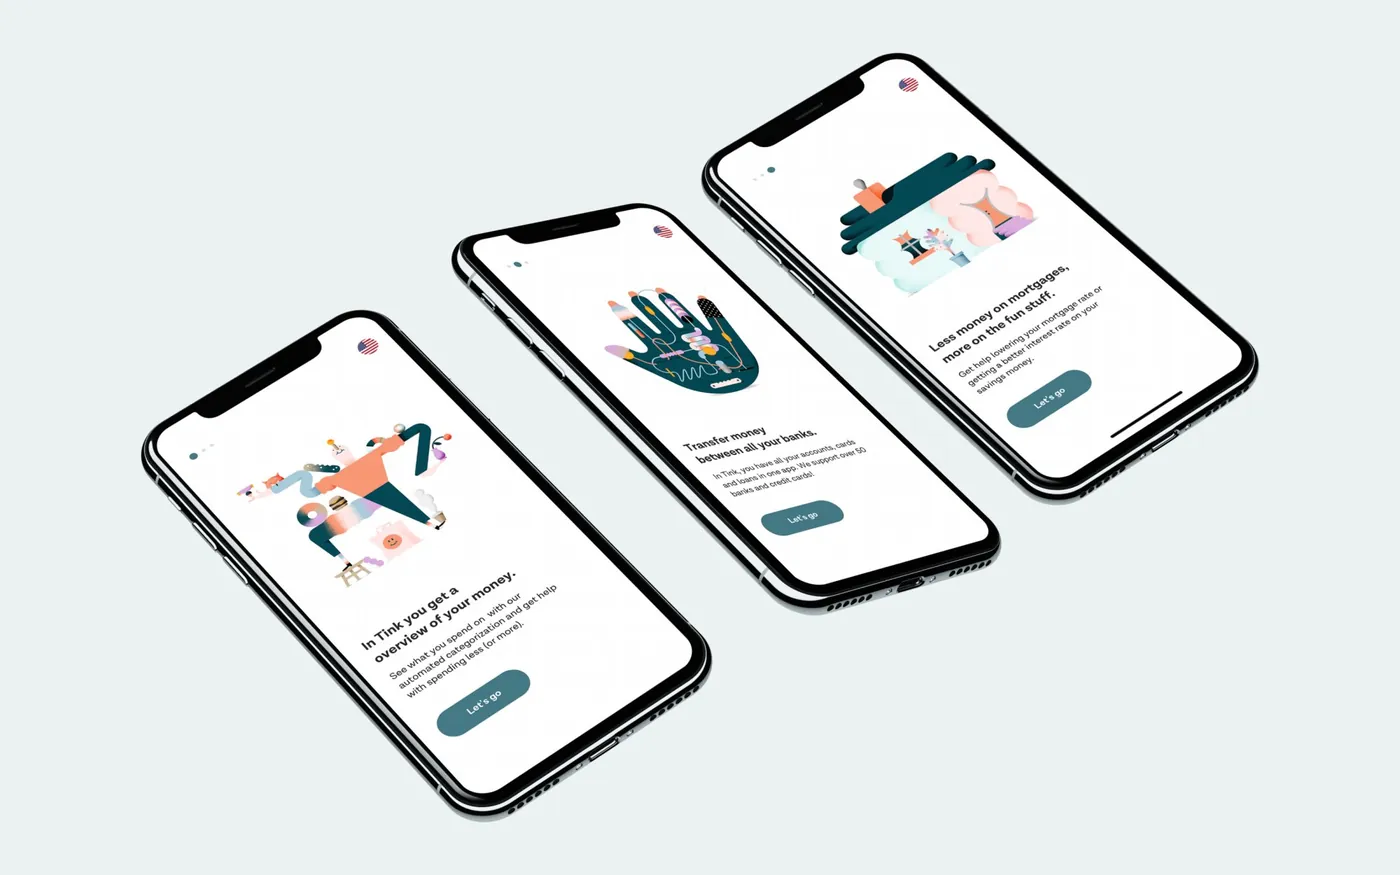 In Tink you get a
overview of your money.
See what you spend on with our
automated categorization and get help
with spending less (or more).
Let's go
Transfer money
between all your banks.
In Tink, you have all your accounts, cards
and loans in one app. We support over 50
banks and credit cards!
Let's go
Less money on mortgages,
more on the fun stuff.
Get help lowering your mortgage rate or
getting a better interest rate on your
savings money.
Let's go